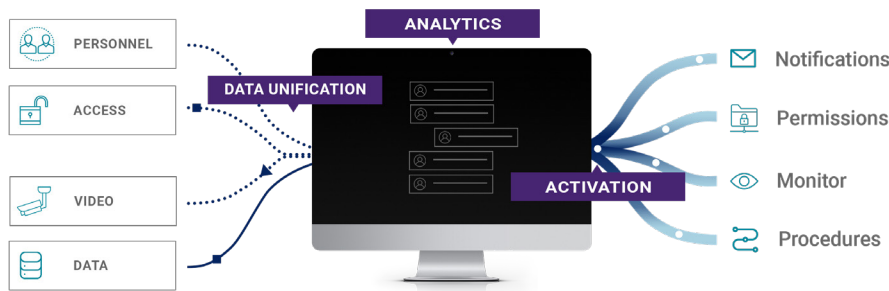 PERSONNEL
ACCESS
VIDEO
DATA
DATA UNIFICATION
ANALYTICS
ACTIVATION
Notifications
Permissions
Monitor
Procedures